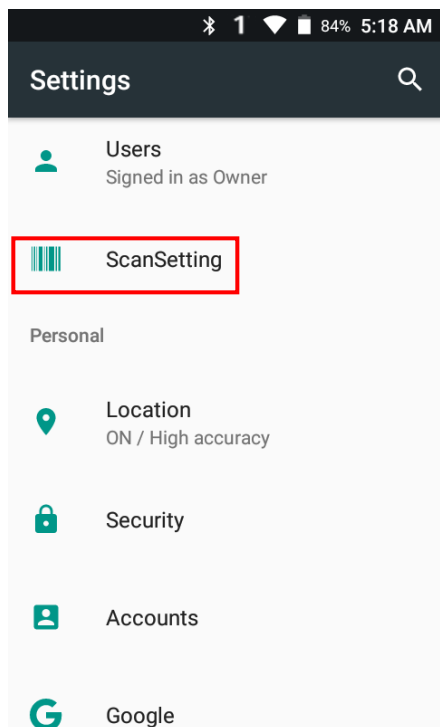 1 84% 5:18 AM
Settings
Users
Signed in as Owner
ScanSetting
Personal
Location
ON / High accuracy
Security
Accounts
G Google